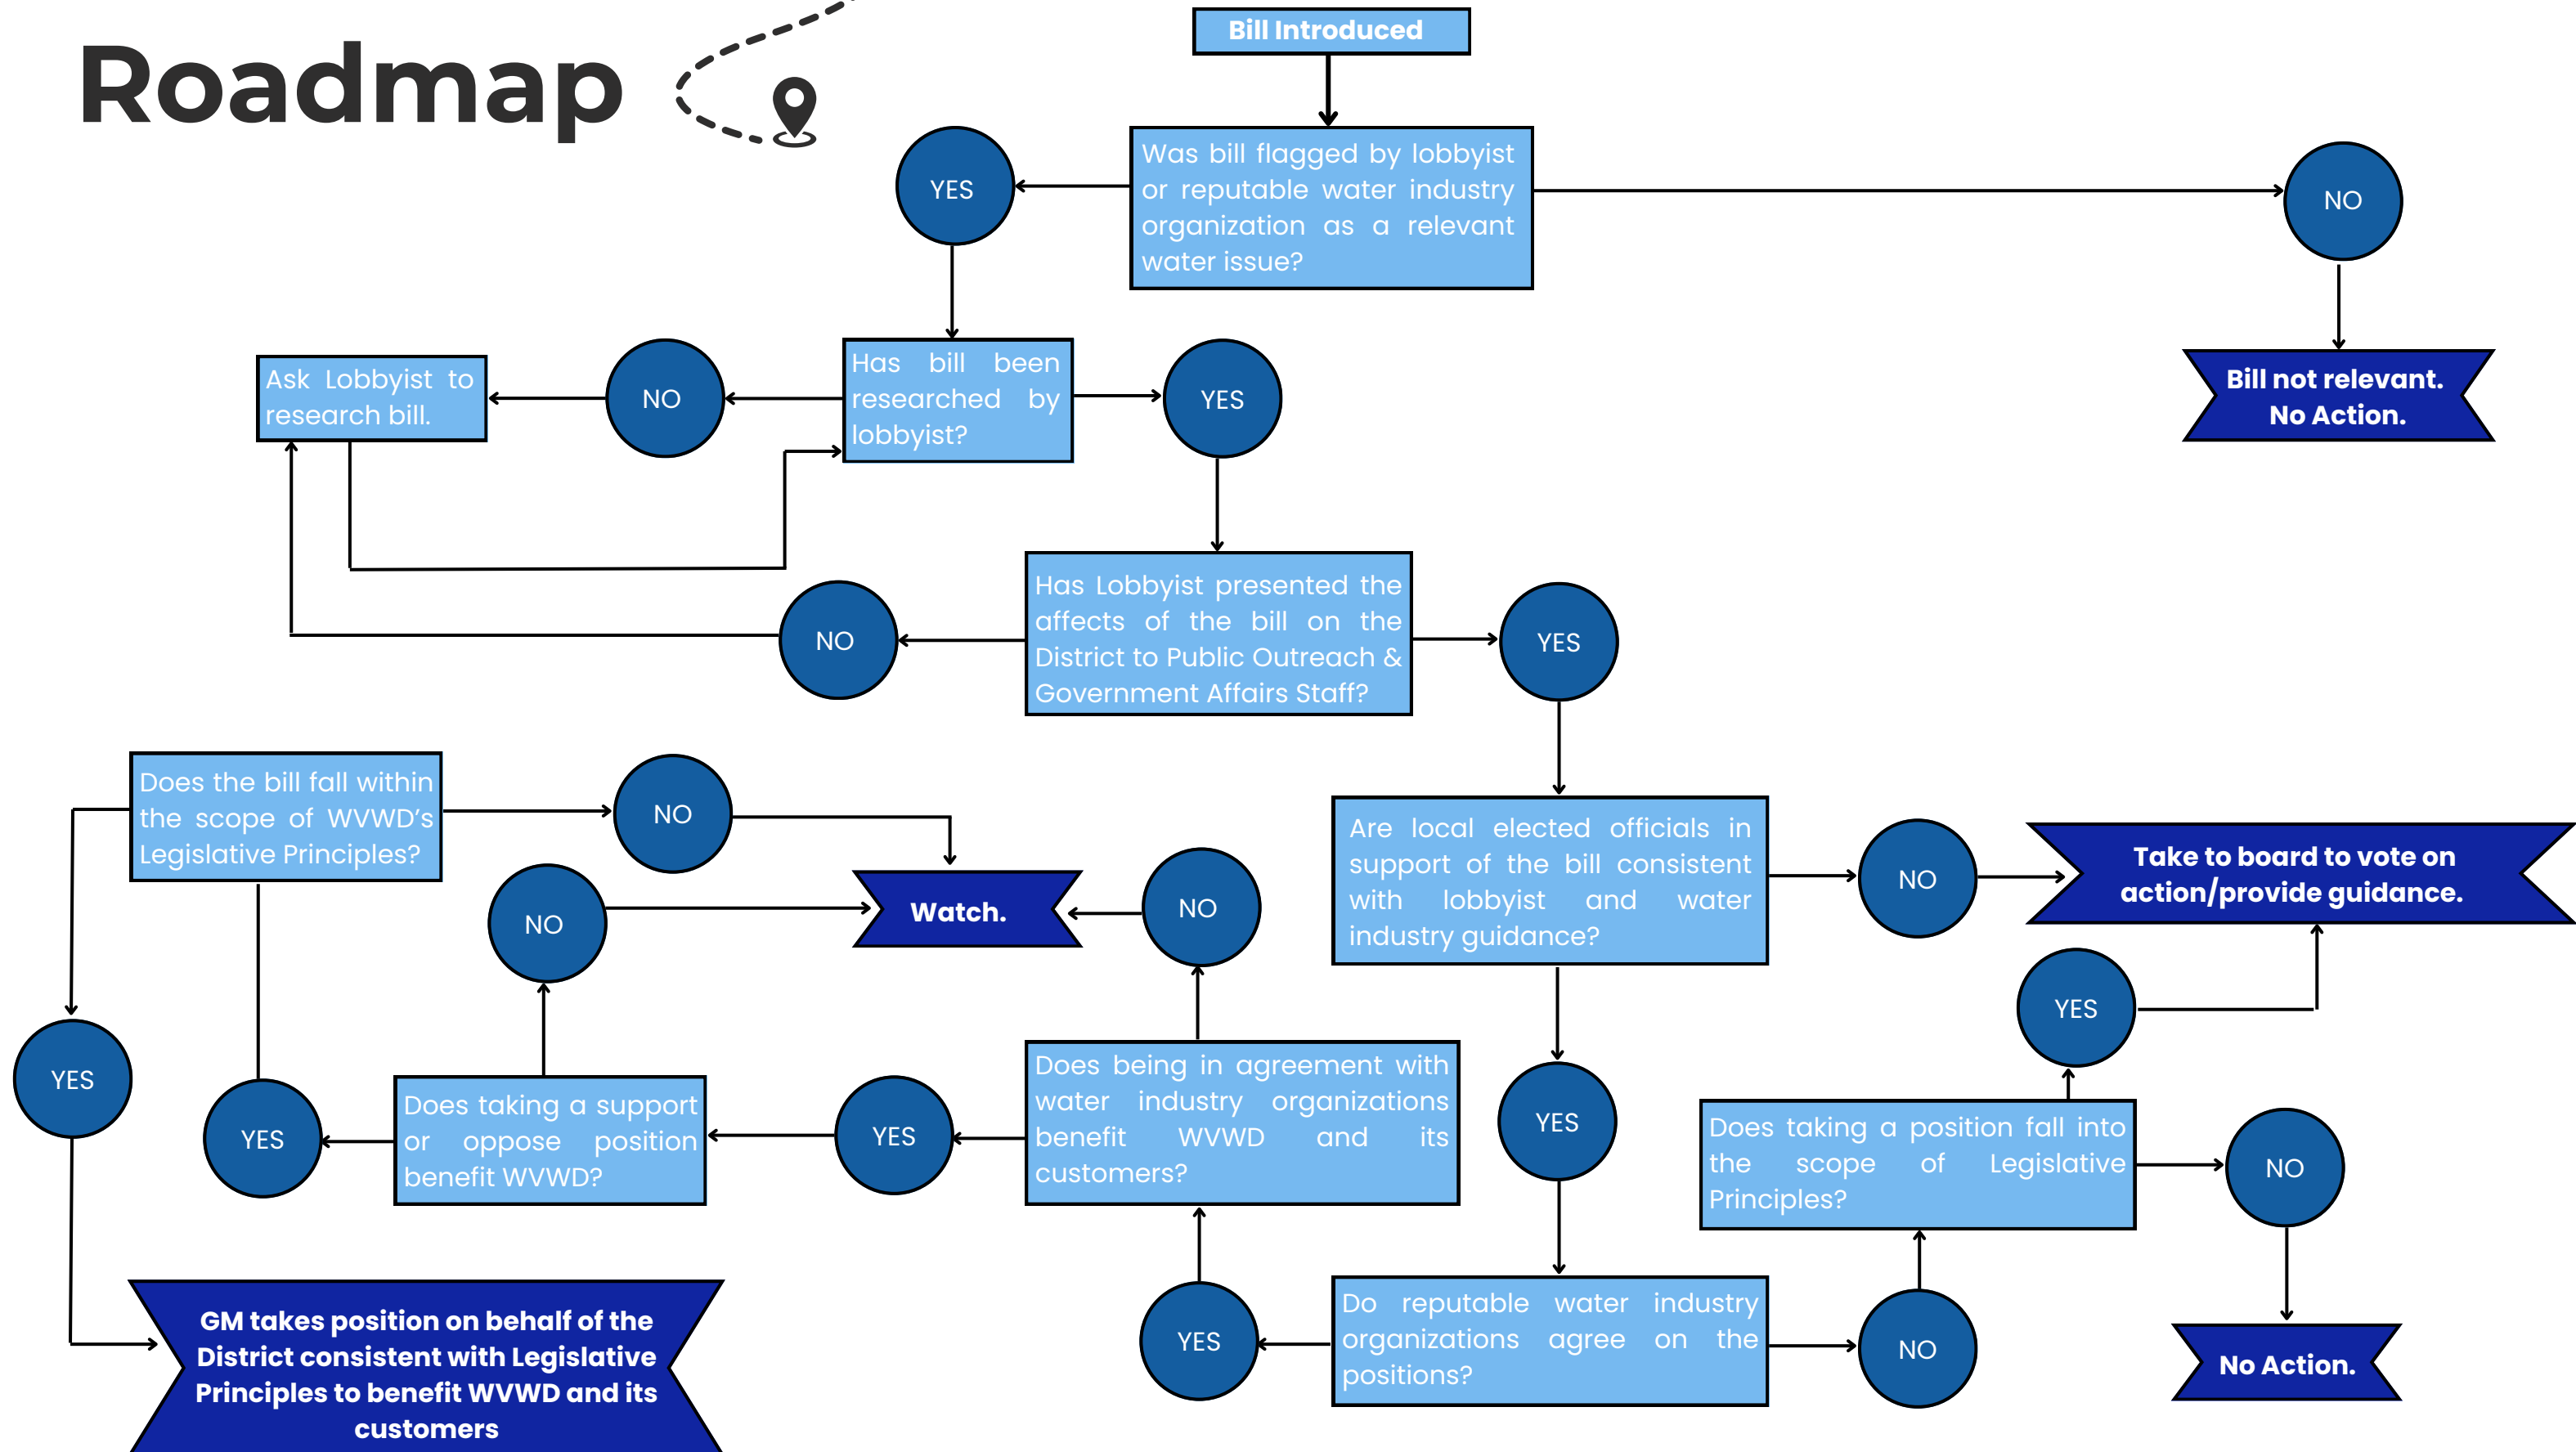 Roadmap
Bill Introduced
Was bill flagged by lobbyist
or reputable water industry
organization as a relevant
water issue?
YES
NO
Bill not relevant.
No Action.
Has bill been
researched by
lobbyist?
NO
YES
Ask Lobbyist to
research bill.
Has Lobbyist presented the
affects of the bill on the
District to Public Outreach &
Government Affairs Staff?
NO
YES
Are local elected officials in
support of the bill consistent
with lobbyist and water
industry guidance?
NO
Take to board to vote on
action/provide guidance.
YES
Do reputable water industry
organizations agree on the
positions?
NO
Does taking a position fall into
the scope of Legislative
Principles?
YES
NO
No Action.
YES
Does being in agreement with
water industry organizations
benefit WVWD and its
customers?
NO
Watch.
YES
Does taking a support
or oppose position
benefit WVWD?
NO
YES
Does the bill fall within
the scope of WVWD’s
Legislative Principles?
NO
YES
GM takes position on behalf of the
District consistent with Legislative
Principles to benefit WVWD and its
customers